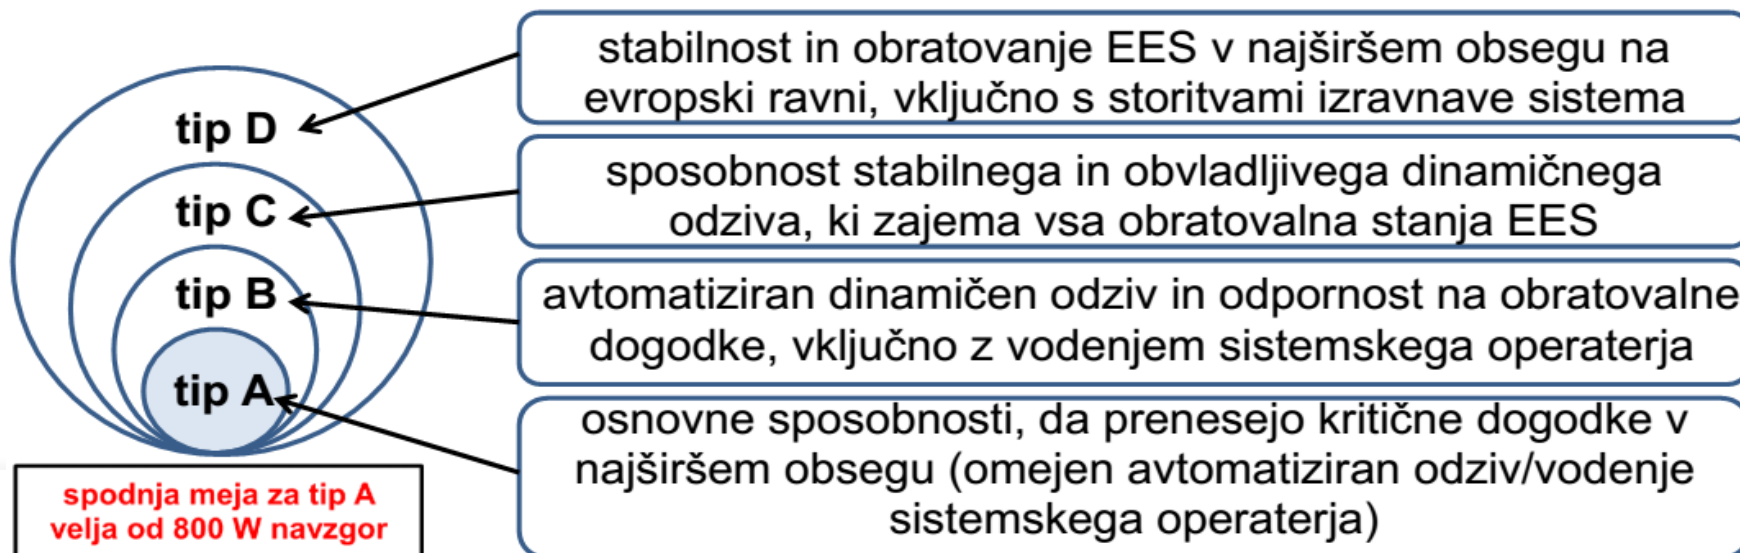 tip D
stabilnost in obratovanje EES v najširšem obsegu na
evropski ravni, vključno s storitvami izravnave sistema
tip C
sposobnost stabilnega in obvladljivega dinamičnega
odziva, ki zajema vsa obratovalna stanja EES
tip B
avtomatiziran dinamičen odziv in odpornost na obratovalne
dogodke, vključno z vodenjem sistemskega operaterja
tip A
osnovne sposobnosti, da prenesejo kritične dogodke v
najširšem obsegu (omejen avtomatiziran odziv/vodenje
sistemskega operaterja)
spodnja meja za tip A
velja od 800 W navzgor